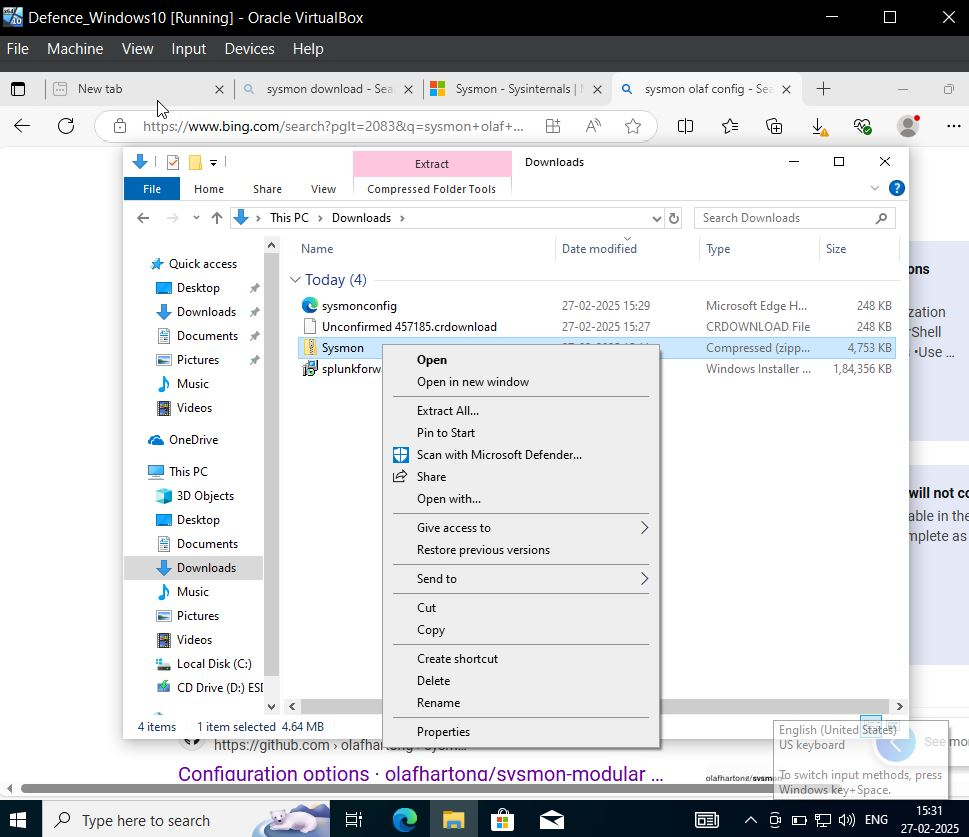 Defence_Windows10 [Running] - Oracle VirtualBox
File Machine View Input Devices Help
New tab
sysmon download - Sea
Sysmon - Sysinternals |
sysmon olaf config - Sea
https://www.bing.com/search?pglt=2083&q=sysmon+olaf+...
Extract
Downloads
File Home Share View Compressed Folder Tools
This PC > Downloads >
Search Downloads
Name Date modified Type Size
Quick access
Desktop
Downloads
Documents
Pictures
Music
Videos
OneDrive
This PC
3D Objects
Desktop
Documents
Downloads
Music
Pictures
Videos
Local Disk (C:)
CD Drive (D:) ESI
Today (4)
sysmonconfig 27-02-2025 15:29 Microsoft Edge H... 248 KB
Unconfirmed 457185.crdownload 27-02-2025 15:27 CRDOWNLOAD File 248 KB
Sysmon Compressed (zipp... 4,753 KB
splunkforwa Windows Installer ... 1,84,356 KB
Open
Open in new window
Extract All...
Pin to Start
Scan with Microsoft Defender...
Share
Open with...
Give access to
Restore previous versions
Send to
Cut
Copy
Create shortcut
Delete
Rename
Properties
4 items 1 item selected 4.64 MB
ons
ization
Shell
•Use ...
will not co
able in the
mplete as
https://github.com › olafhartong › sysm...
Configuration options · olafhartong/sysmon-modular ...
olafhartong/sysmon
See mor
English (United States)
US keyboard
To switch input methods, press
Windows key+Space.
Type here to search
ENG
15:31
27-02-2025